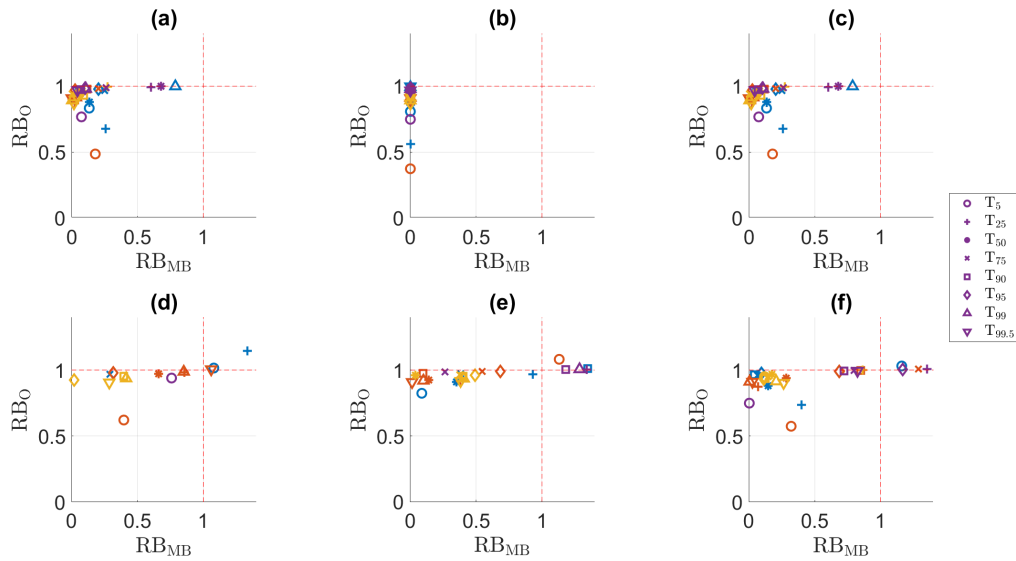 (a) (b) (c)
1 1 1
RB_O RB_O RB_O
0.5 0.5 0.5
0 0 0
0 0.5 1 0 0.5 1 0 0.5 1
RB_MB RB_MB RB_MB
T_5
T_25
T_50
T_75
T_90
T_95
T_99
T_99.5
(d) (e) (f)
1 1 1
RB_O RB_O RB_O
0.5 0.5 0.5
0 0 0
0 0.5 1 0 0.5 1 0 0.5 1
RB_MB RB_MB RB_MB